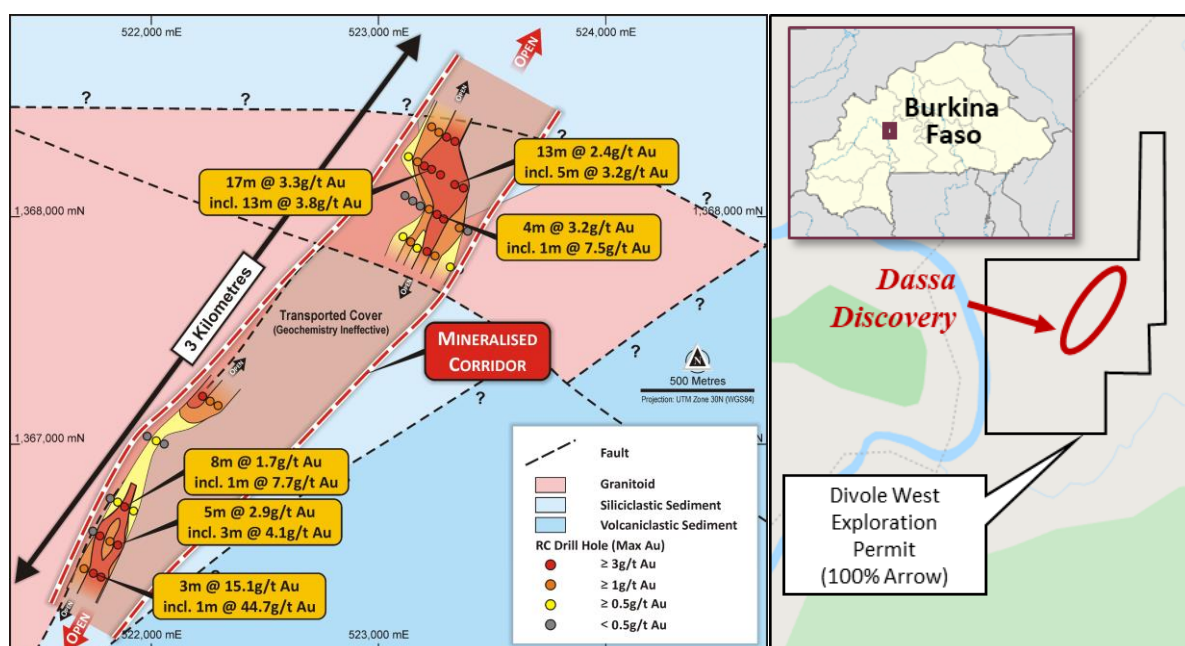 522,000 mE
523,000 mE
524,000 mE
OPEN
?
?
?
Open
17m @ 3.3g/t Au
incl. 13m @ 3.8g/t Au
13m @ 2.4g/t Au
incl. 5m @ 3.2g/t Au
?
1,368,000 mN
1,368,000 mN
4m @ 3.2g/t Au
incl. 1m @ 7.5g/t Au
3 Kilometres
Open
?
Transported Cover
(Geochemistry Ineffective)
MINERALISED
CORRIDOR
?
N
500 Metres
Projection: UTM Zone 30N (WGS84)
Open
?
1,367,000 mN
mN
8m @ 1.7g/t Au
incl. 1m @ 7.7g/t Au
5m @ 2.9g/t Au
incl. 3m @ 4.1g/t Au
3m @ 15.1g/t Au
incl. 1m @ 44.7g/t Au
Open
OPEN
522,000 mE
523,000 mE
Fault
Granitoid
Siliciclastic Sediment
Volcaniclastic Sediment
RC Drill Hole (Max Au)
≥ 3g/t Au
≥ 1g/t Au
≥ 0.5g/t Au
< 0.5g/t Au
Burkina
Faso
Dassa
Discovery
Divole West
Exploration
Permit
(100% Arrow)